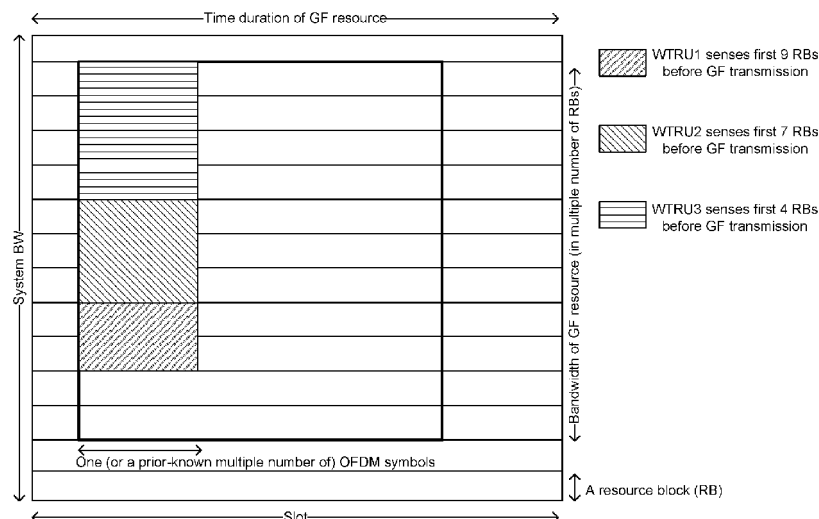 Time duration of GF resource
WTRU1 senses first 9 RBs
before GF transmission
WTRU2 senses first 7 RBs
before GF transmission
WTRU3 senses first 4 RBs
before GF transmission
System BW
Bandwidth of GF resource (in multiple number of RBs)
One (or a prior-known multiple number of) OFDM symbols
A resource block (RB)
Slot